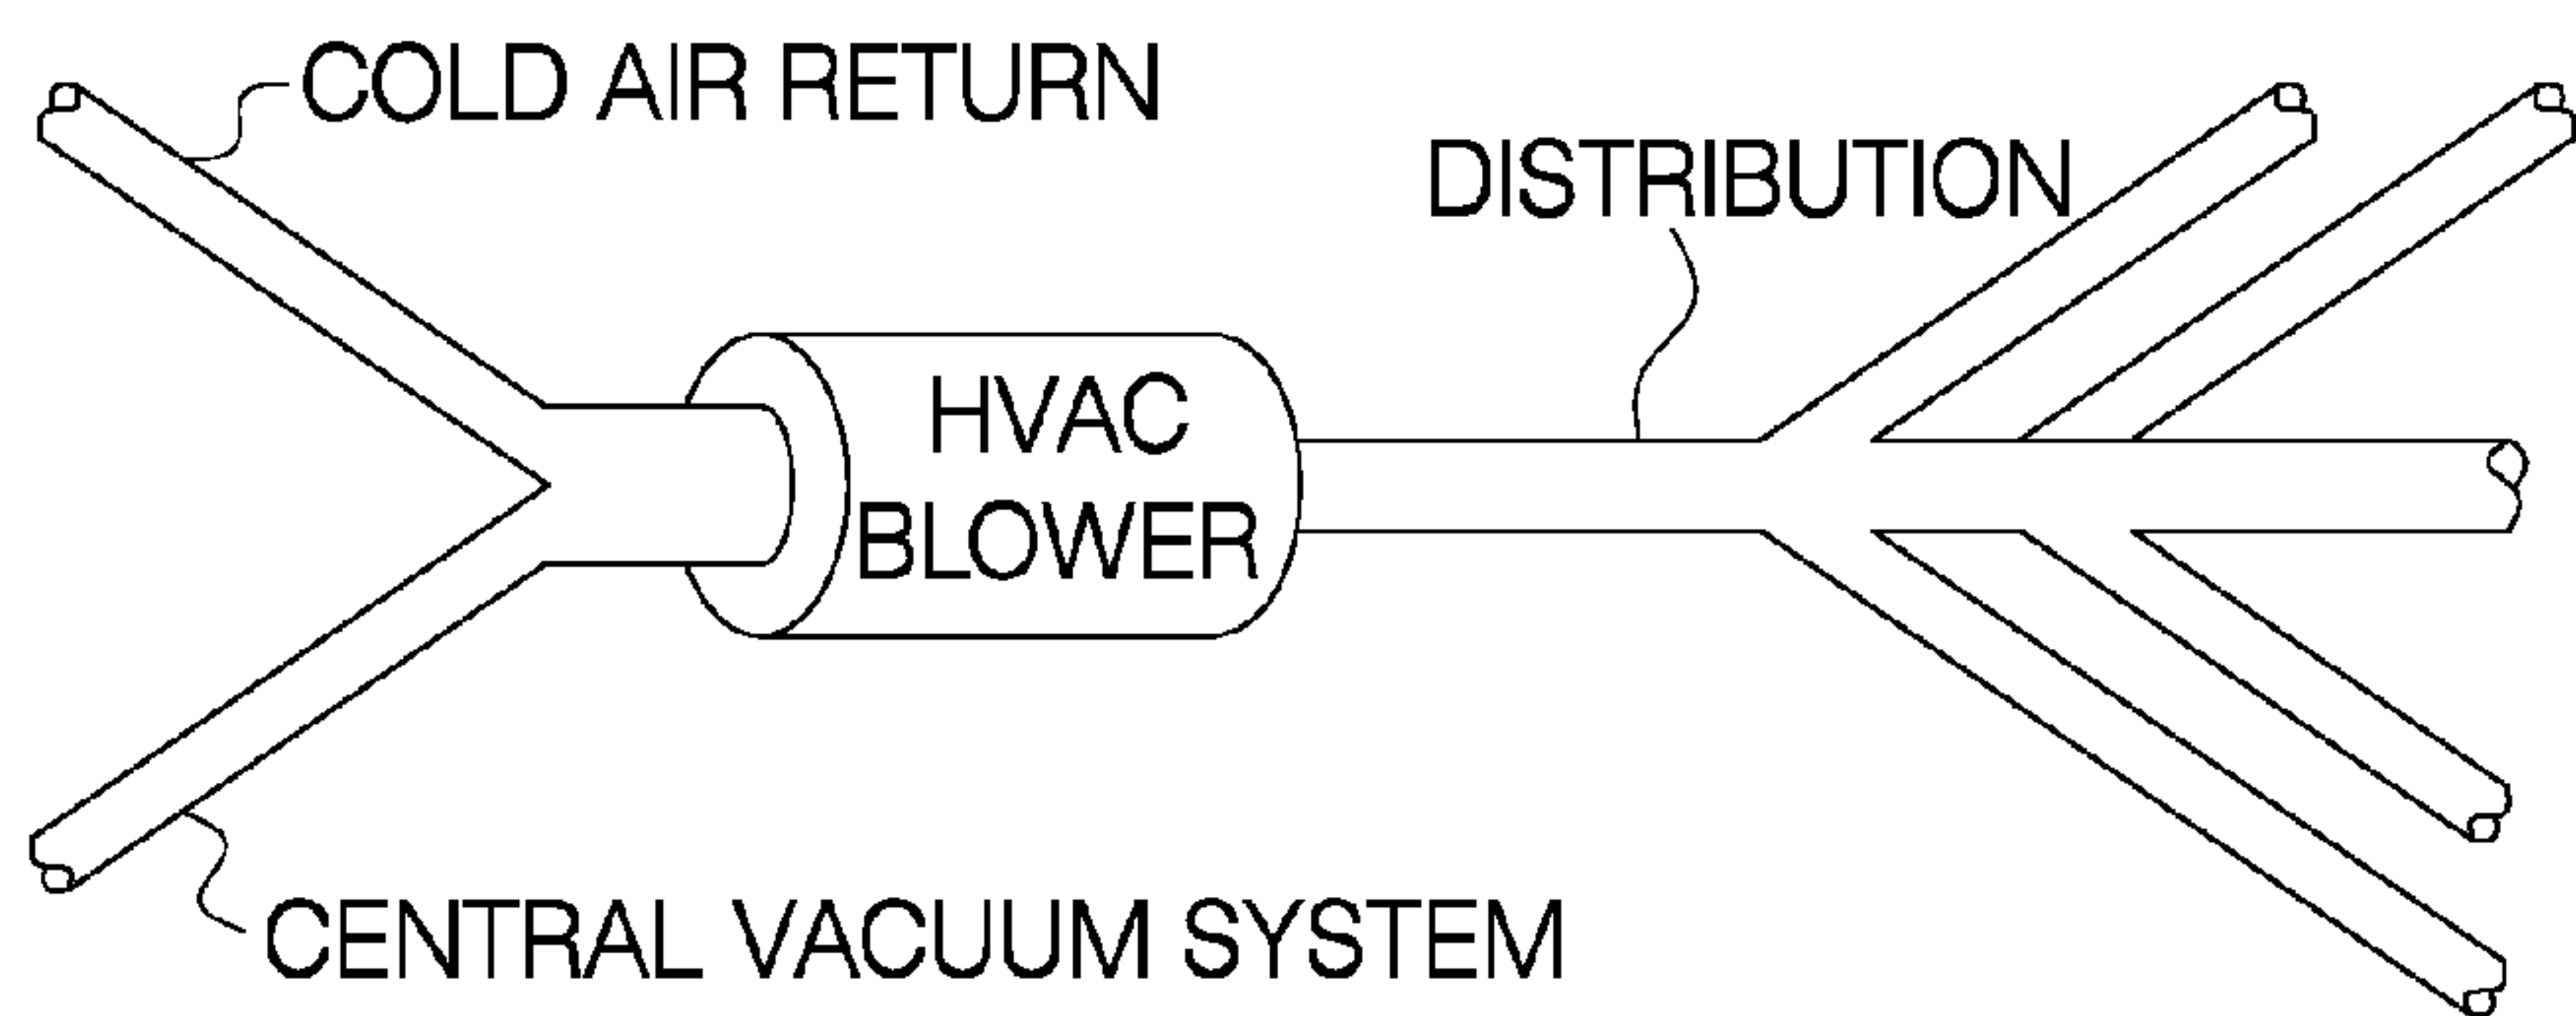 COLD AIR RETURN
DISTRIBUTION
HVAC
BLOWER
CENTRAL VACUUM SYSTEM